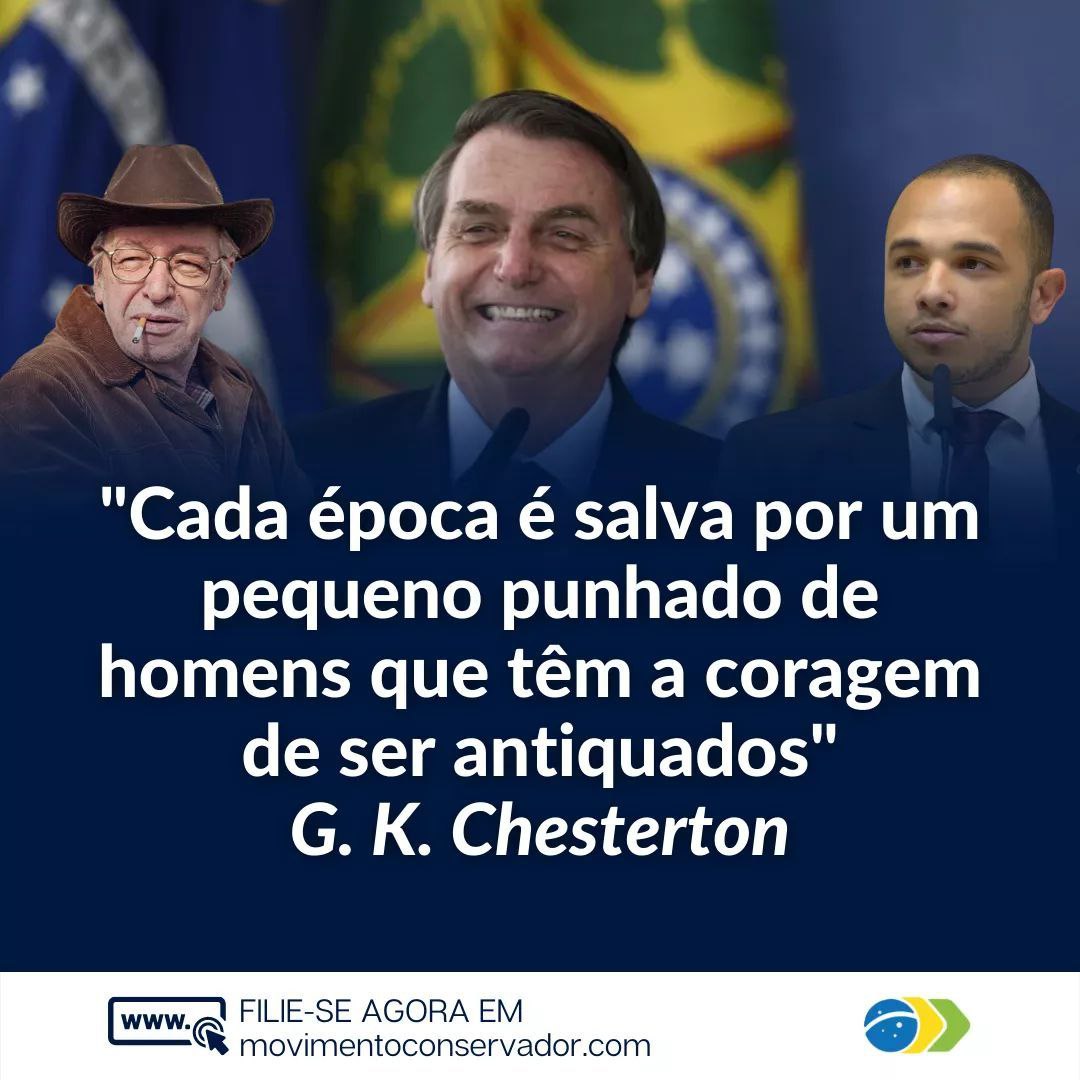 "Cada época é salva por um
pequeno punhado de
homens que têm a coragem
de ser antiquados"
G. K. Chesterton
www.
FILIE-SE AGORA EM
movimentoconservador.com